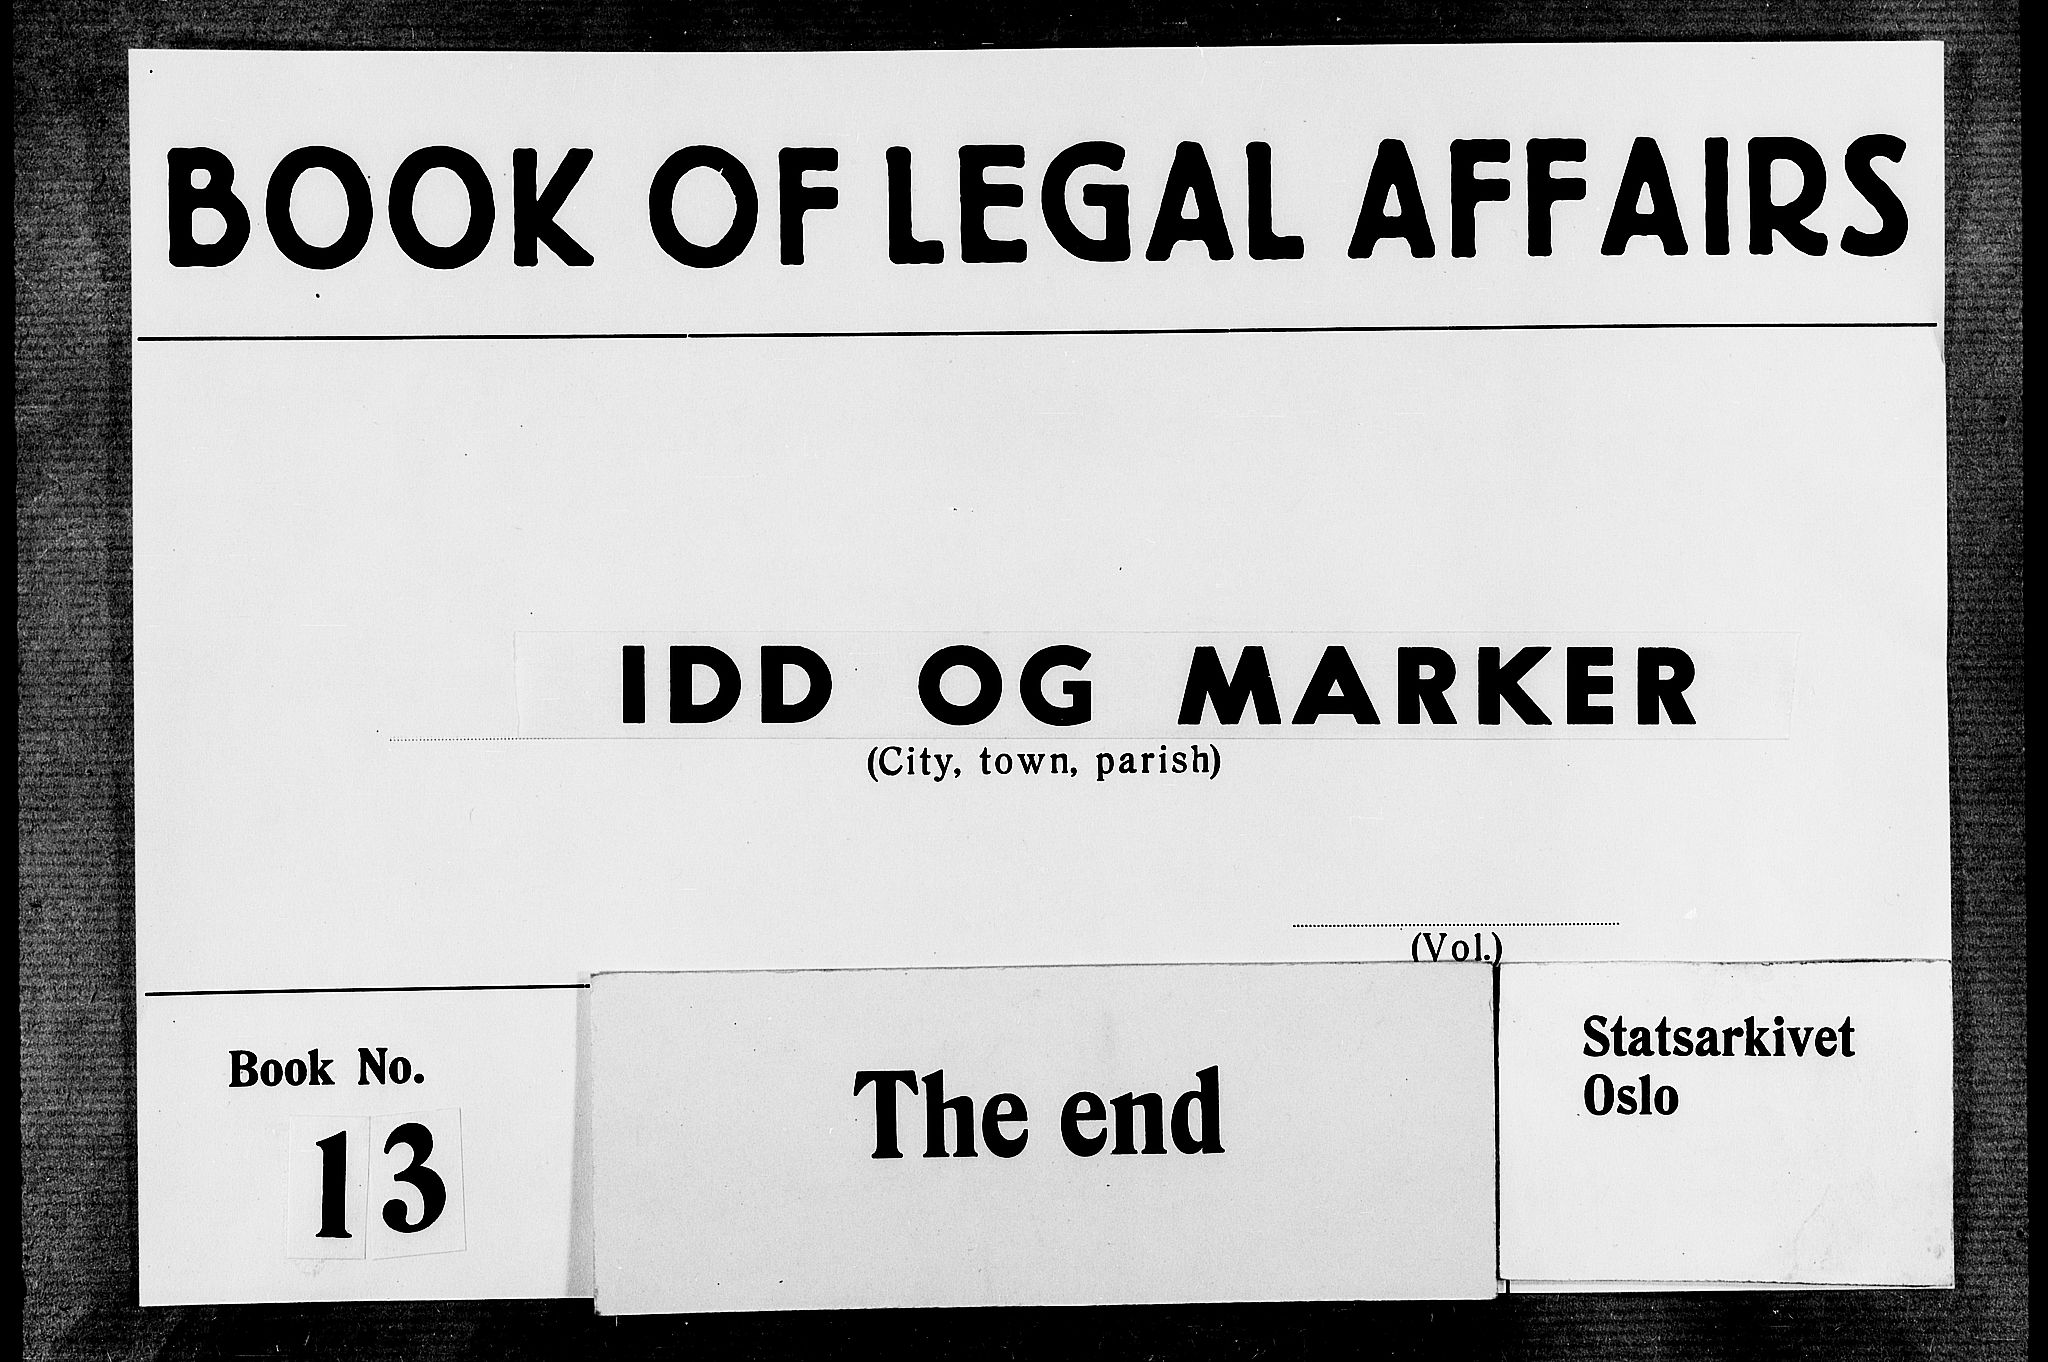 BOOK OF LEGAL AFFAIRS
IDD OG MARKER
(City, town, parish)
(Vol.)
Book No.
13
The end
Statsarkivet
Oslo